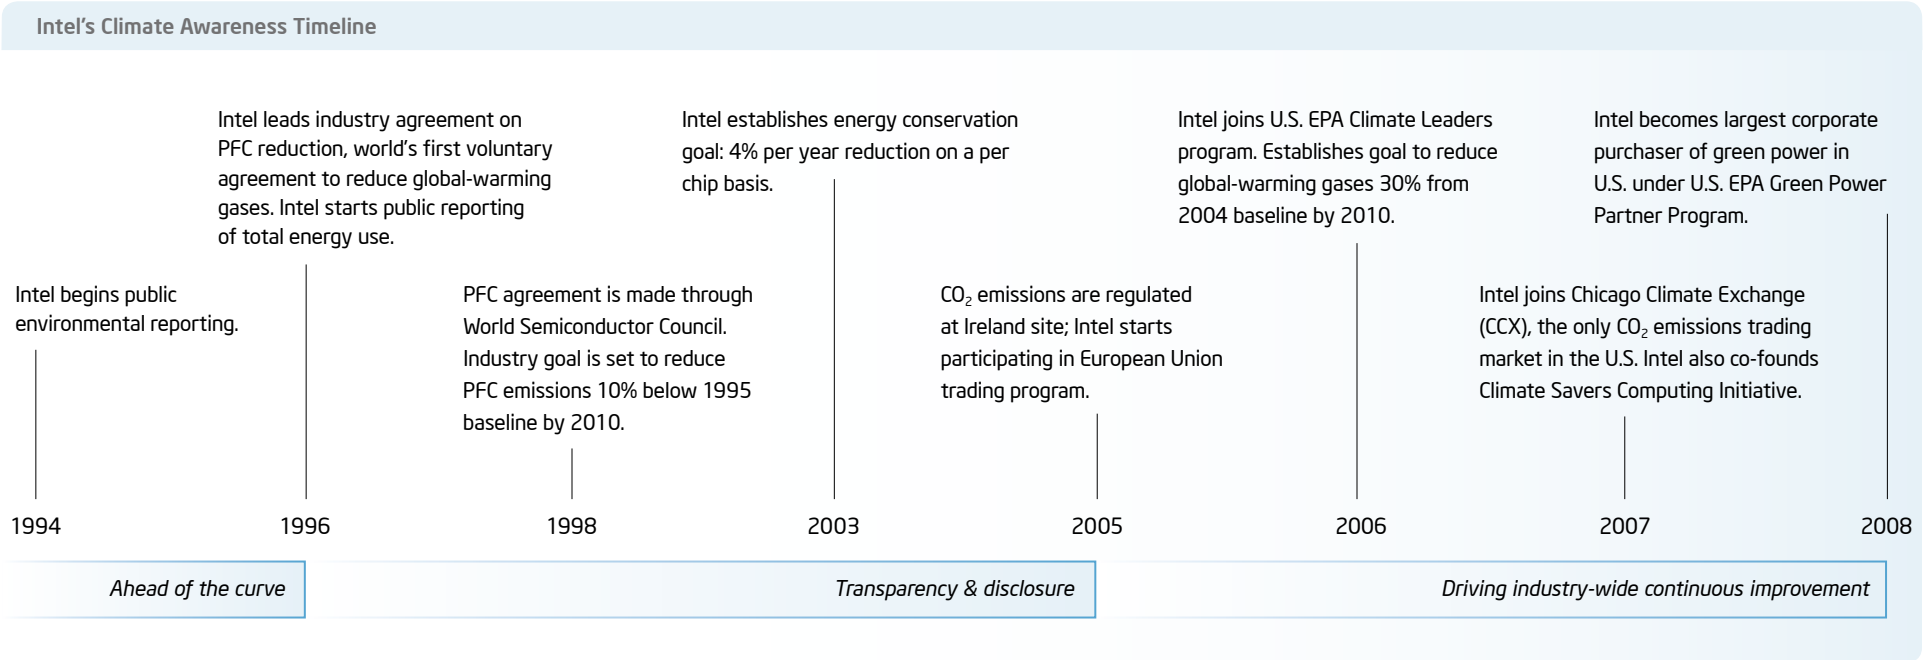 Intel's Climate Awareness Timeline
Intel begins public
environmental reporting.
Intel leads industry agreement on
PFC reduction, world's first voluntary
agreement to reduce global-warming
gases. Intel starts public reporting
of total energy use.
PFC agreement is made through
World Semiconductor Council.
Industry goal is set to reduce
PFC emissions 10% below 1995
baseline by 2010.
Intel establishes energy conservation
goal: 4% per year reduction on a per
chip basis.
CO₂ emissions are regulated
at Ireland site; Intel starts
participating in European Union
trading program.
Intel joins U.S. EPA Climate Leaders
program. Establishes goal to reduce
global-warming gases 30% from
2004 baseline by 2010.
Intel joins Chicago Climate Exchange
(CCX), the only CO₂ emissions trading
market in the U.S. Intel also co-founds
Climate Savers Computing Initiative.
Intel becomes largest corporate
purchaser of green power in
U.S. under U.S. EPA Green Power
Partner Program.
1994 1996 1998 2003 2005 2006 2007 2008
Ahead of the curve Transparency & disclosure Driving industry-wide continuous improvement